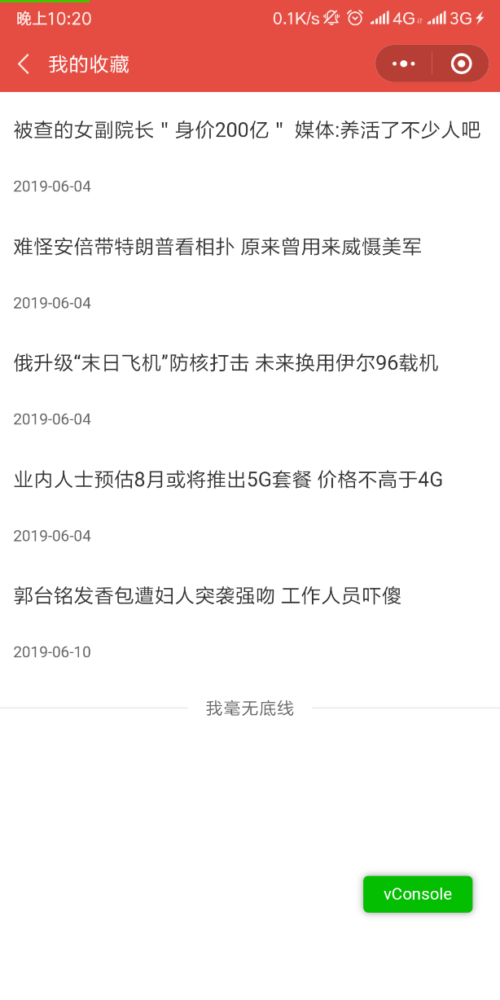 晚上10:20
0.1K/s 4G 3G
我的收藏
被查的女副院长＂身价200亿＂ 媒体:养活了不少人吧
2019-06-04
难怪安倍带特朗普看相扑 原来曾用来威慑美军
2019-06-04
俄升级“末日飞机”防核打击 未来换用伊尔96载机
2019-06-04
业内人士预估8月或将推出5G套餐 价格不高于4G
2019-06-04
郭台铭发香包遭妇人突袭强吻 工作人员吓傻
2019-06-10
我毫无底线
vConsole